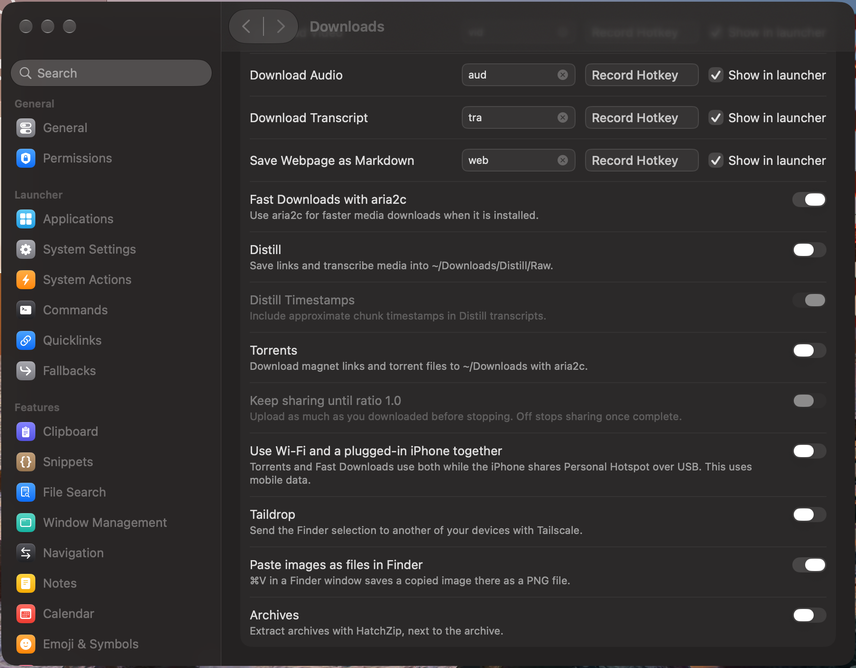 Downloads
Search
General
General
Permissions
Launcher
Applications
System Settings
System Actions
Commands
Quicklinks
Fallbacks
Features
Clipboard
Snippets
File Search
Window Management
Navigation
Notes
Calendar
Emoji & Symbols
Record Hotkey Show in launcher
Download Audio aud Record Hotkey Show in launcher
Download Transcript tra Record Hotkey Show in launcher
Save Webpage as Markdown web Record Hotkey Show in launcher
Fast Downloads with aria2c
Use aria2c for faster media downloads when it is installed.
Distill
Save links and transcribe media into ~/Downloads/Distill/Raw.
Distill Timestamps
Include approximate chunk timestamps in Distill transcripts.
Torrents
Download magnet links and torrent files to ~/Downloads with aria2c.
Keep sharing until ratio 1.0
Upload as much as you downloaded before stopping. Off stops sharing once complete.
Use Wi-Fi and a plugged-in iPhone together
Torrents and Fast Downloads use both while the iPhone shares Personal Hotspot over USB. This uses
mobile data.
Taildrop
Send the Finder selection to another of your devices with Tailscale.
Paste images as files in Finder
⌘V in a Finder window saves a copied image there as a PNG file.
Archives
Extract archives with HatchZip, next to the archive.